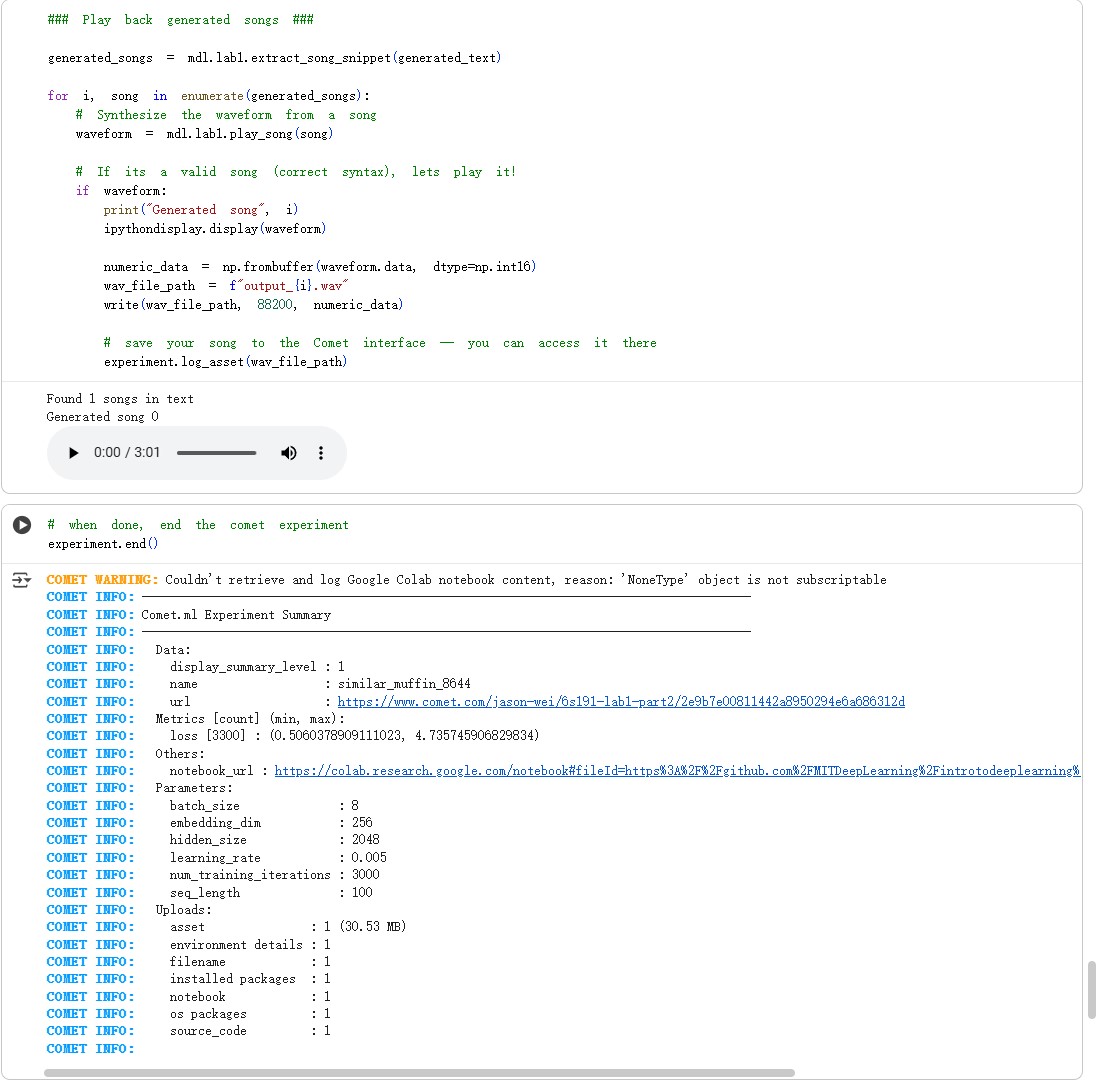 ### Play back generated songs ###
generated_songs = mdl.lab1.extract_song_snippet(generated_text)
for i, song in enumerate(generated_songs):
# Synthesize the waveform from a song
waveform = mdl.lab1.play_song(song)
# If its a valid song (correct syntax), lets play it!
if waveform:
print("Generated song", i)
ipythondisplay.display(waveform)
numeric_data = np.frombuffer(waveform.data, dtype=np.int16)
wav_file_path = f"output_{i}.wav"
write(wav_file_path, 88200, numeric_data)
# save your song to the Comet interface -- you can access it there
experiment.log_asset(wav_file_path)
Found 1 songs in text
Generated song 0
0:00 / 3:01
# when done, end the comet experiment
experiment.end()
COMET WARNING: Couldn't retrieve and log Google Colab notebook content, reason: 'NoneType' object is not subscriptable
COMET INFO: ---------------------------------------------------------------------------------------
COMET INFO: Comet.ml Experiment Summary
COMET INFO: ---------------------------------------------------------------------------------------
COMET INFO: Data:
COMET INFO: display_summary_level : 1
COMET INFO: name : similar_muffin_8644
COMET INFO: url : https://www.comet.com/jason-wei/6s191-lab1-part2/2e9b7e00811442a8950294e6a686312d
COMET INFO: Metrics [count] (min, max):
COMET INFO: loss [3300] : (0.5060378909111023, 4.735745906829834)
COMET INFO: Others:
COMET INFO: notebook_url : https://colab.research.google.com/notebook#fileId=https%3A%2F%2Fgithub.com%2FMITDeepLearning%2Fintrotodeeplearning%
COMET INFO: Parameters:
COMET INFO: batch_size : 8
COMET INFO: embedding_dim : 256
COMET INFO: hidden_size : 2048
COMET INFO: learning_rate : 0.005
COMET INFO: num_training_iterations : 3000
COMET INFO: seq_length : 100
COMET INFO: Uploads:
COMET INFO: asset : 1 (30.53 MB)
COMET INFO: environment details : 1
COMET INFO: filename : 1
COMET INFO: installed packages : 1
COMET INFO: notebook : 1
COMET INFO: os packages : 1
COMET INFO: source_code : 1
COMET INFO: